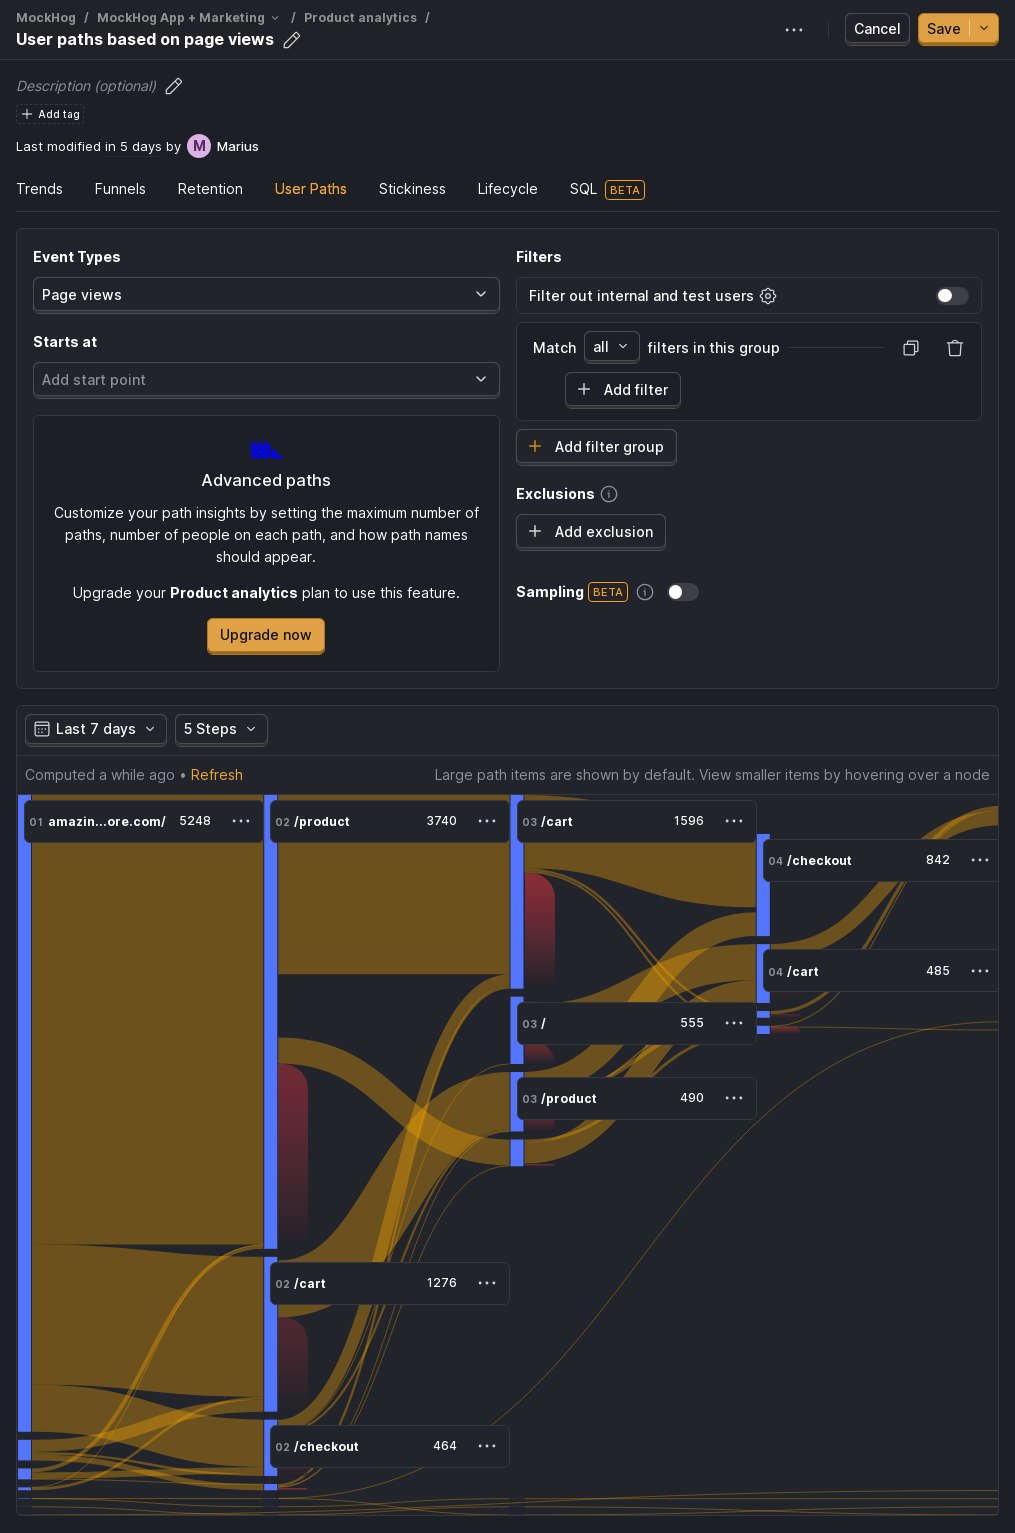 MockHog / MockHog App + Marketing / Product analytics /
User paths based on page views
Cancel
Save
Description (optional)
Add tag
Last modified in 5 days by M Marius
Trends Funnels Retention User Paths Stickiness Lifecycle SQL BETA
Event Types
Page views
Starts at
Add start point
Advanced paths
Customize your path insights by setting the maximum number of
paths, number of people on each path, and how path names
should appear.
Upgrade your Product analytics plan to use this feature.
Upgrade now
Filters
Filter out internal and test users
Match all filters in this group
Add filter
Add filter group
Exclusions
Add exclusion
Sampling BETA
Last 7 days
5 Steps
Computed a while ago • Refresh
Large path items are shown by default. View smaller items by hovering over a node
01 amazin...ore.com/ 5248
02 /product 3740
03 /cart 1596
04 /checkout 842
04 /cart 485
03 / 555
03 /product 490
02 /cart 1276
02 /checkout 464